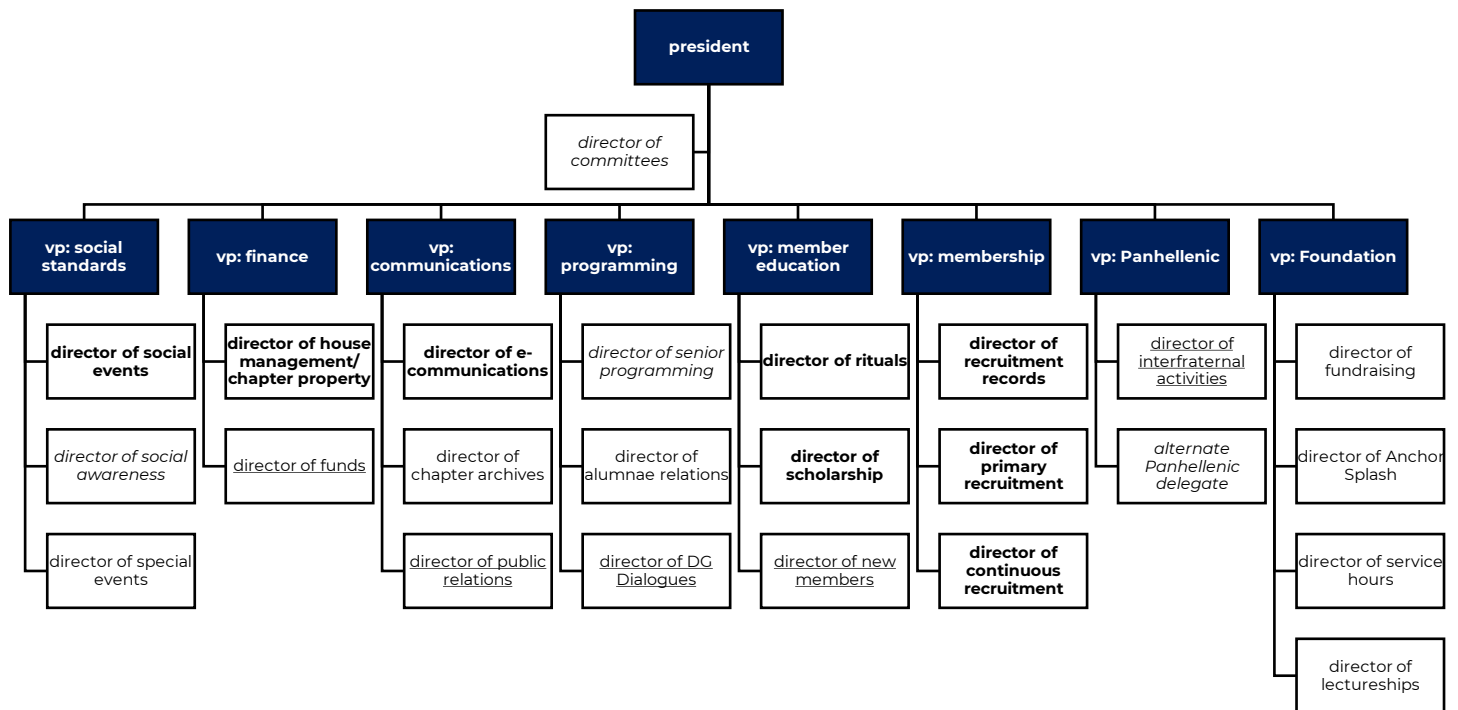 president
director of
committees
vp: social
standards
vp: finance
vp:
communications
vp:
programming
vp: member
education
vp: membership
vp: Panhellenic
vp: Foundation
director of social
events
director of house
management/
chapter property
director of e-
communications
director of senior
programming
director of rituals
director of
recruitment
records
director of
interfraternal
activities
director of
fundraising
director of social
awareness
director of funds
director of
chapter archives
director of
alumnae relations
director of
scholarship
director of
primary
recruitment
alternate
Panhellenic
delegate
director of Anchor
Splash
director of special
events
director of public
relations
director of DG
Dialogues
director of new
members
director of
continuous
recruitment
director of service
hours
director of
lectureships